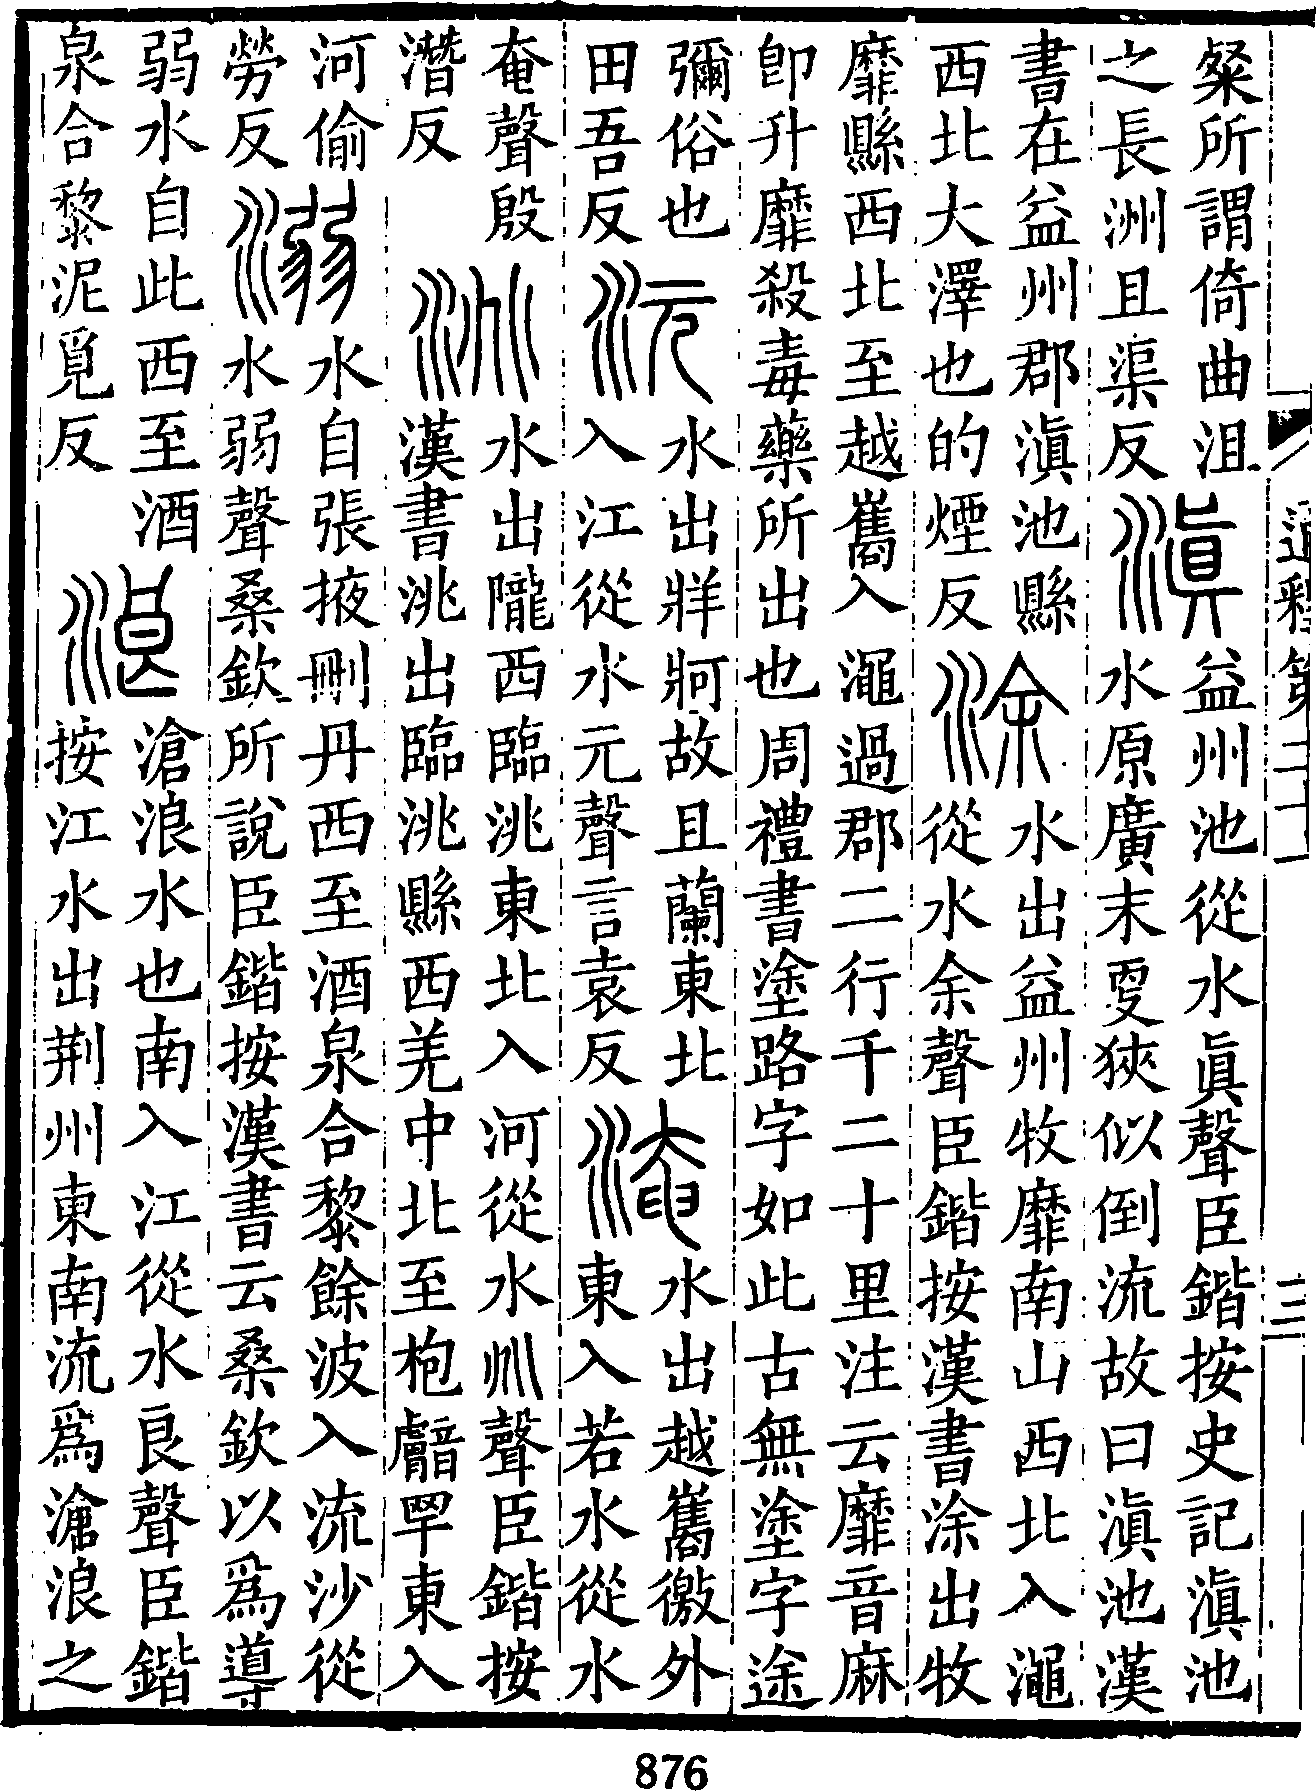 粲所謂倚曲沮
之長洲且渠反
滇
益州池從水眞聲臣鍇按史記滇池
水原廣末㪅狹似倒流故曰滇池漢
書在益州郡滇池縣
西北大澤也的煙反
涂
水出益州牧靡南山西北入澠
從水余聲臣鍇按漢書涂出牧
靡縣西北至越巂入澠過郡二行千二十里注云靡音麻
即升靡殺毒藥所出也周禮書塗路字如此古無塗字途
彌俗也
田吾反
沅
水出牂牁故且蘭東北
入江從水元聲言袁反
淹
水出越巂徼外
東入若水從水
奄聲殷
潛反
洮
水出隴西臨洮東北入河從水兆聲臣鍇按
漢書洮出臨洮縣西羌中北至枹罕東入
河偷
勞反
溺
水自張掖刪丹西至酒泉合黎餘波入流沙從
水弱聲桑欽所說臣鍇按漢書云桑欽以爲導
弱水自此西至酒
泉合黎泥覓反
浪
滄浪水也南入江從水良聲臣鍇
按江水出荆州東南流爲滄浪之
通釋第二十一
三
876